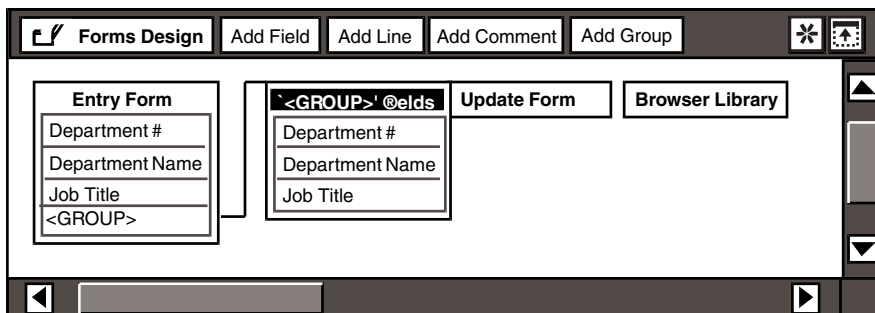 Forms Design Add Field Add Line Add Comment Add Group
Entry Form `<GROUP>' ®elds Update Form Browser Library
Department # Department #
Department Name Department Name
Job Title Job Title
<GROUP>